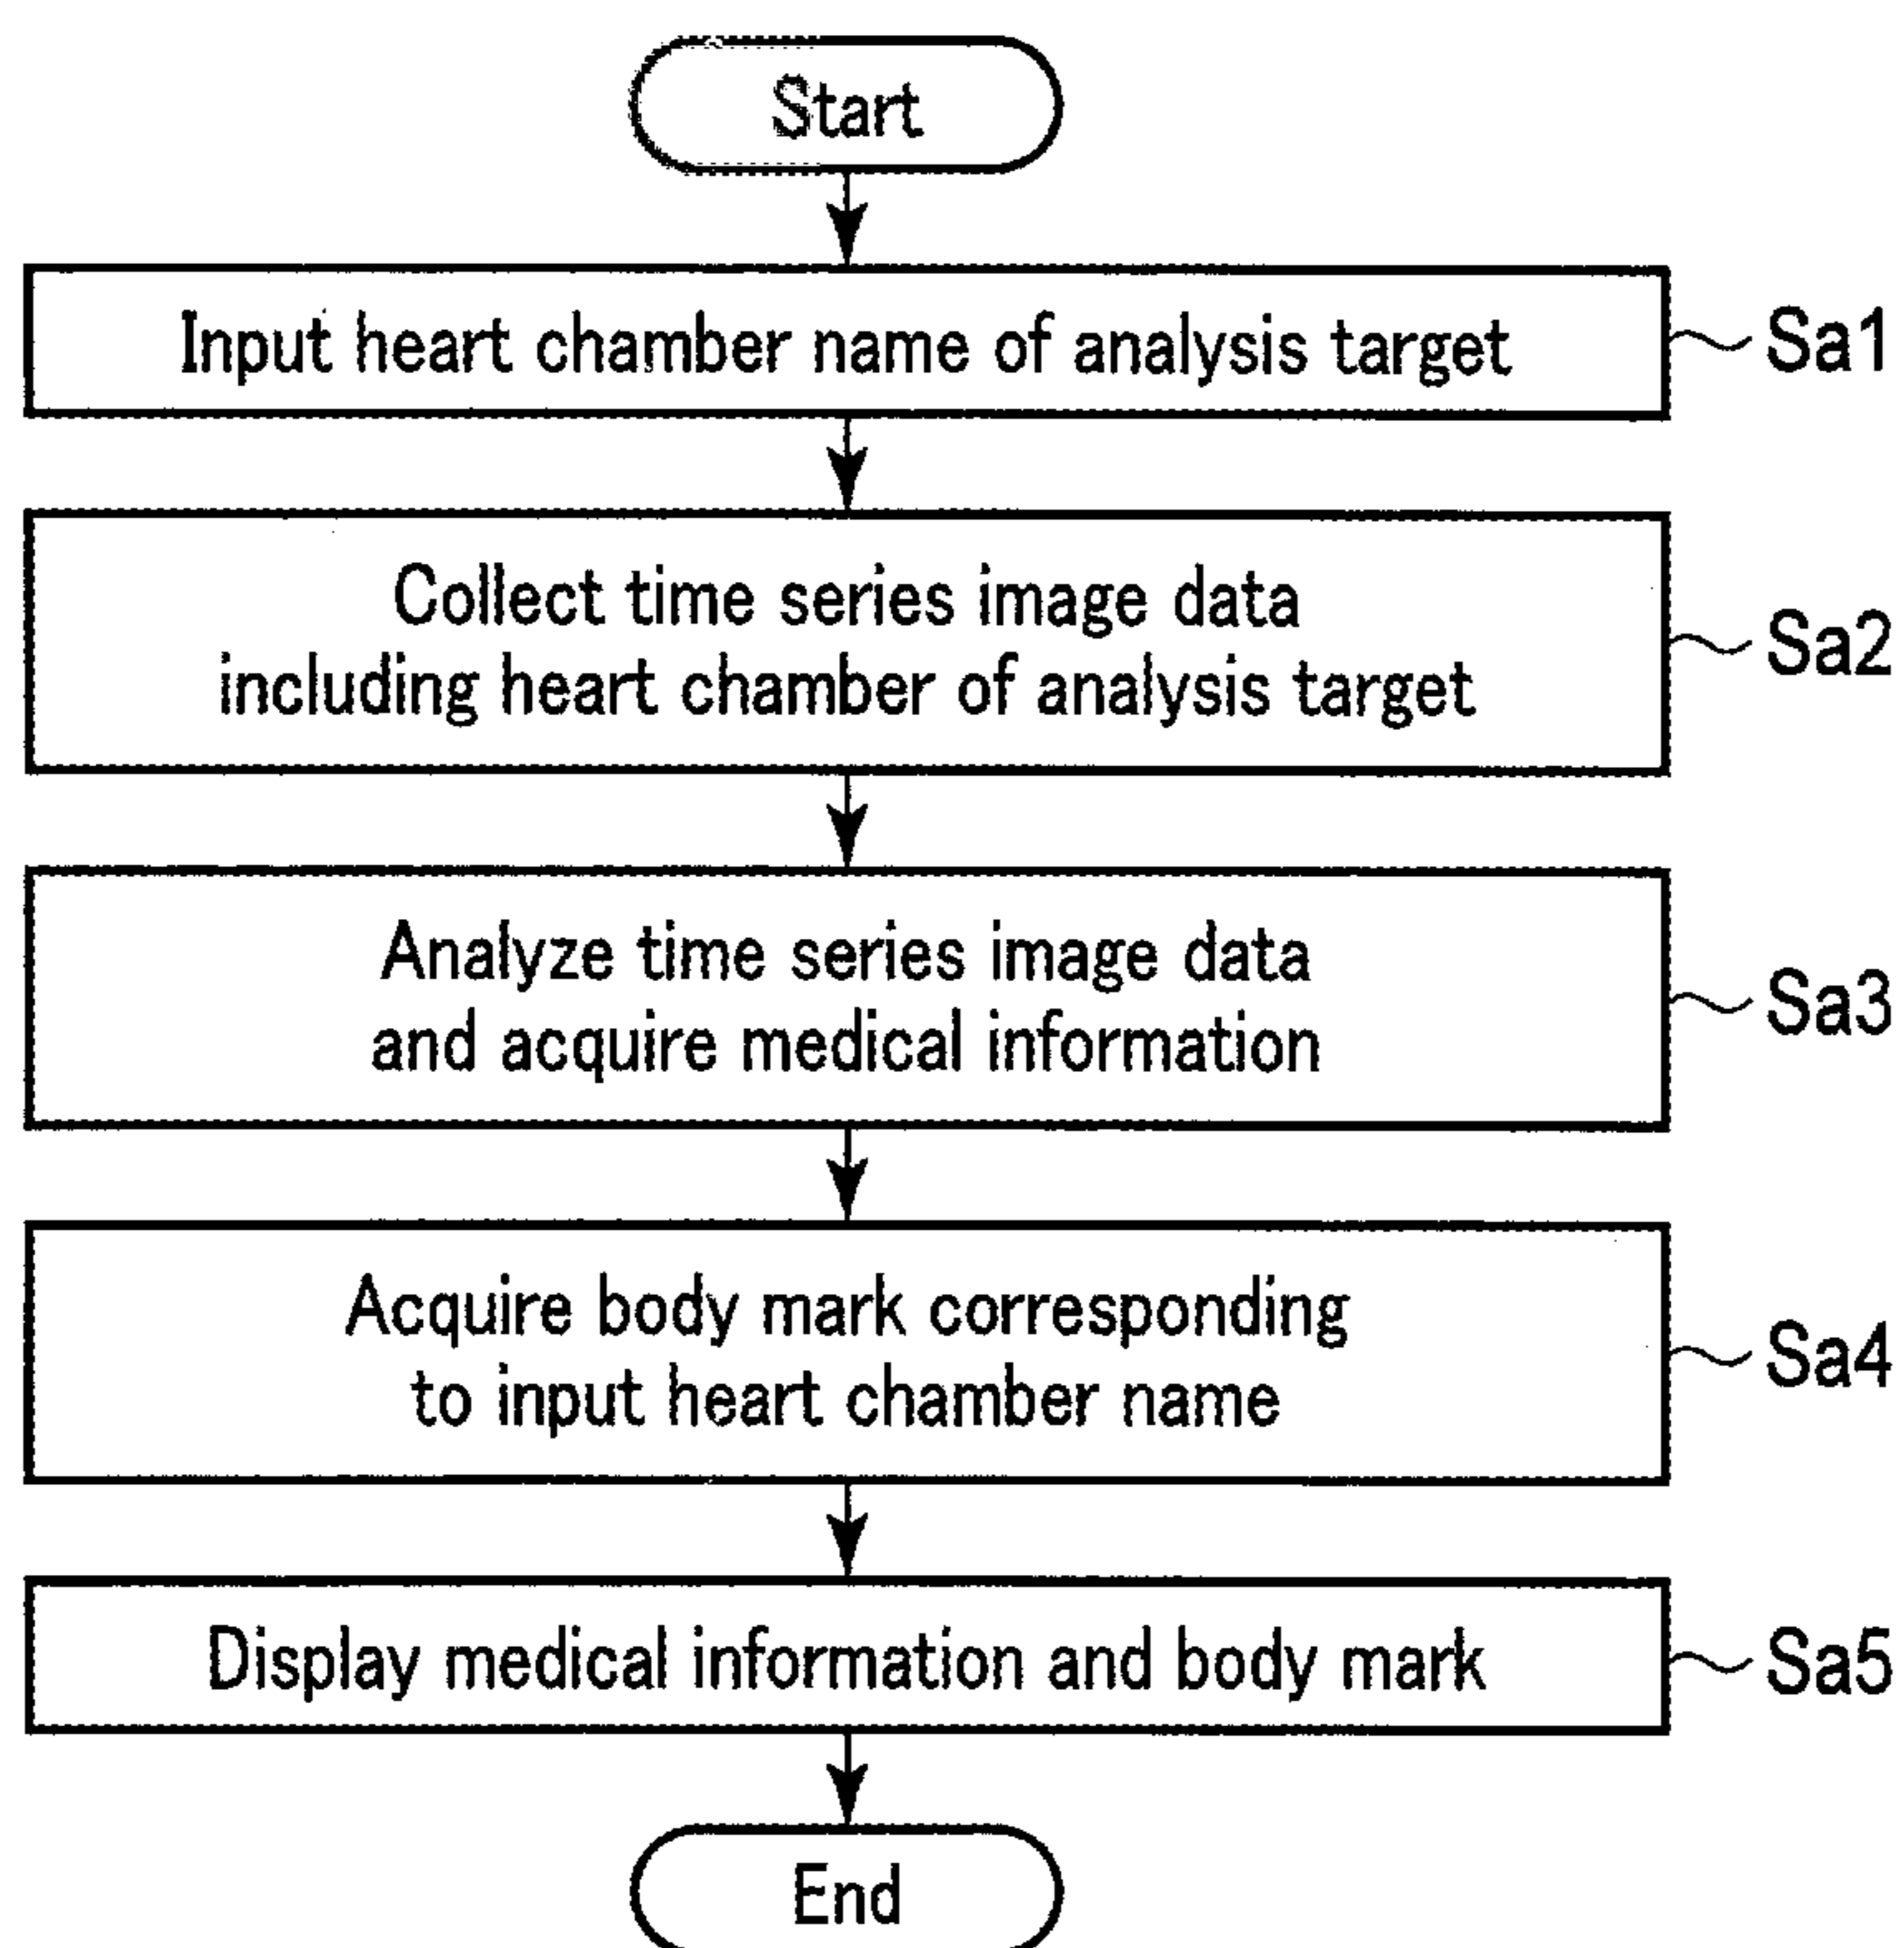 Start
Input heart chamber name of analysis target
Sa1
Collect time series image data
including heart chamber of analysis target
Sa2
Analyze time series image data
and acquire medical information
Sa3
Acquire body mark corresponding
to input heart chamber name
Sa4
Display medical information and body mark
Sa5
End